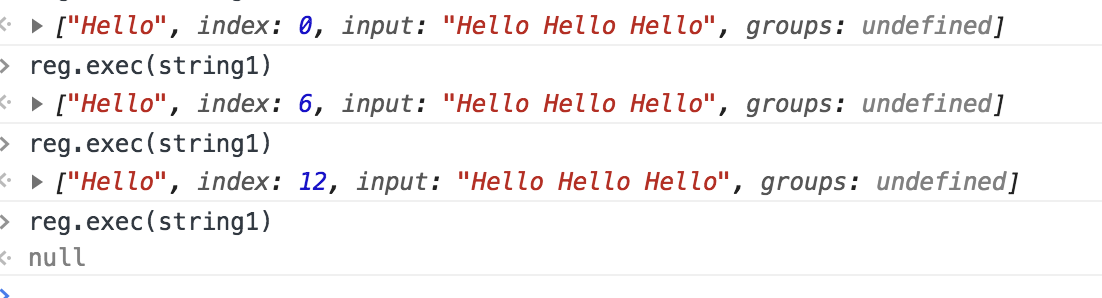 ["Hello", index: 0, input: "Hello Hello Hello", groups: undefined]
reg.exec(string1)
["Hello", index: 6, input: "Hello Hello Hello", groups: undefined]
reg.exec(string1)
["Hello", index: 12, input: "Hello Hello Hello", groups: undefined]
reg.exec(string1)
null